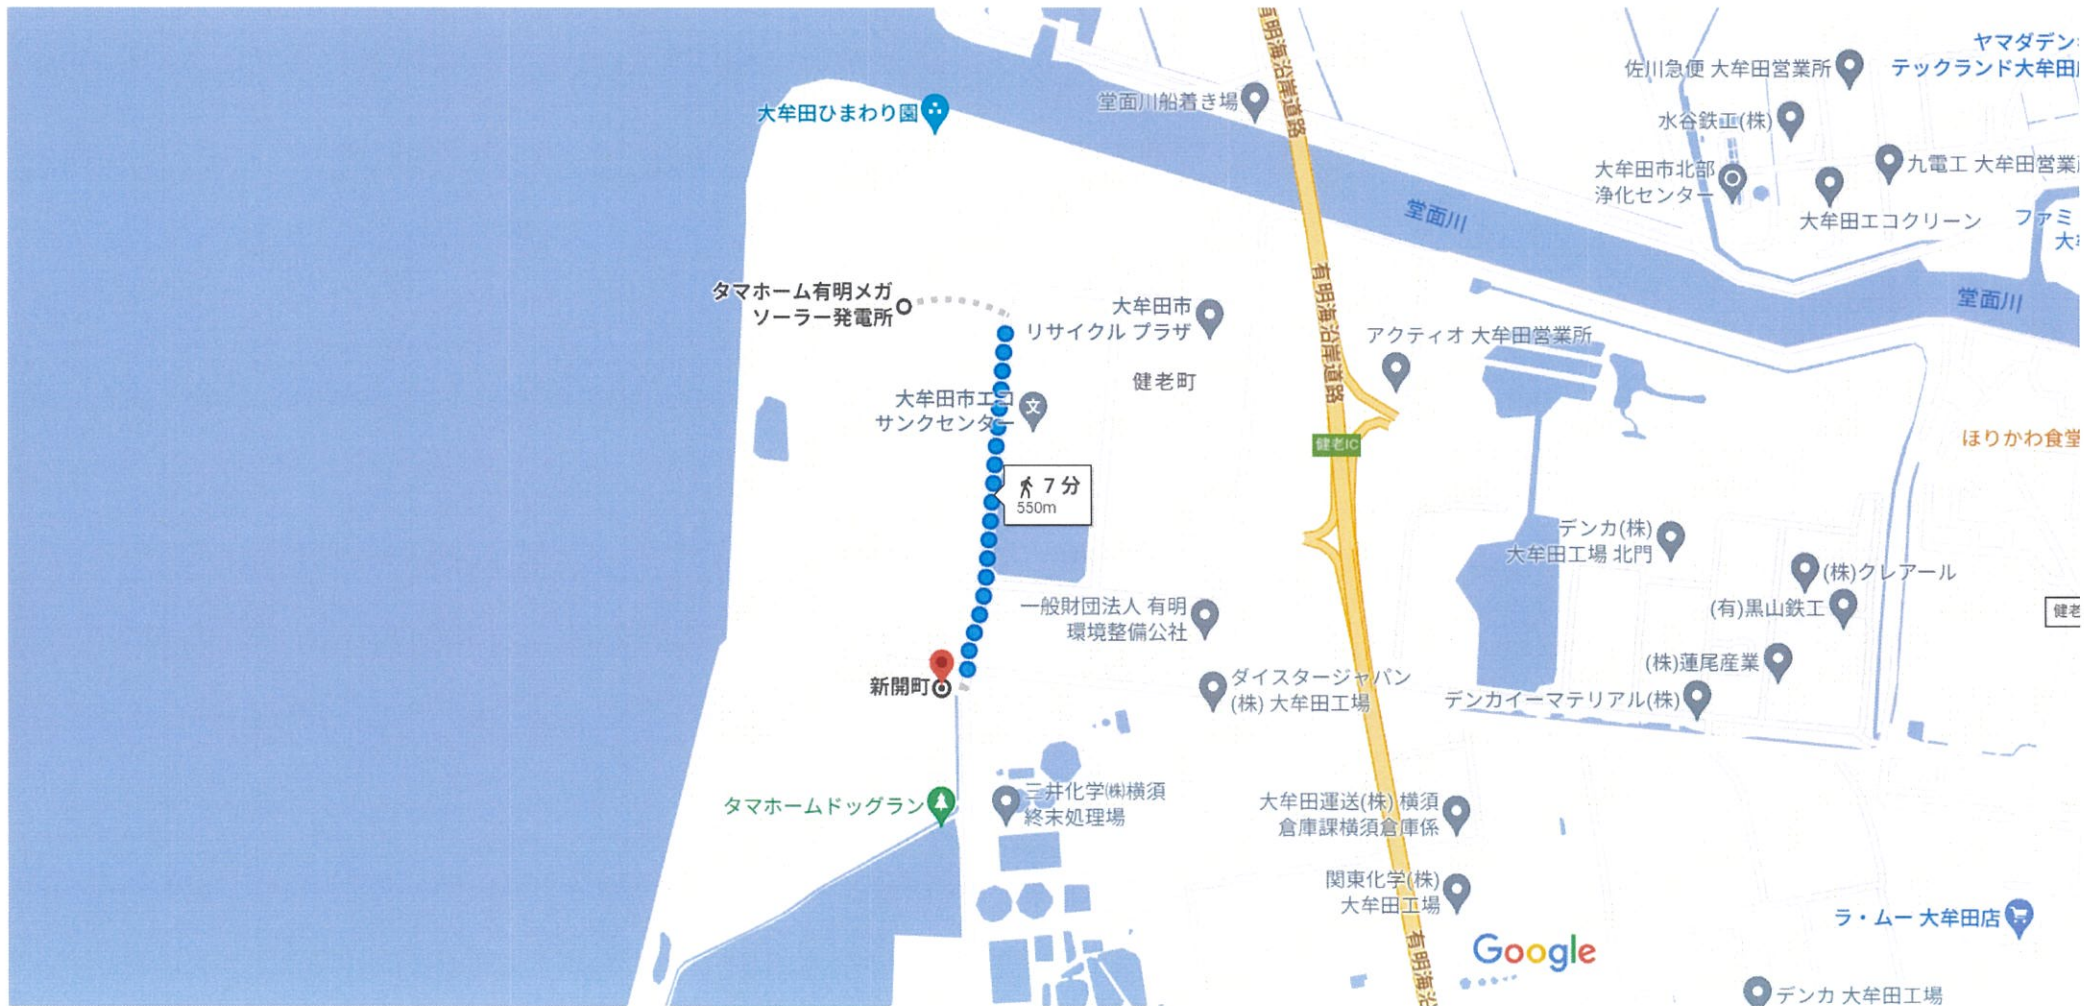 有明海沿岸道路
ヤマダデン
テックランド大牟田
佐川急便 大牟田営業所
大牟田ひまわり園
堂面川船着き場
水谷鉄工(株)
大牟田市北部
浄化センター
九電工 大牟田営業
大牟田エコクリーン
ファミ
大
堂面川
タマホーム有明メガ
ソーラー発電所
大牟田市
リサイクル プラザ
有明海沿岸道路
堂面川
アクティオ 大牟田営業所
健老町
大牟田市エコ
サンクセンター
文
健老IC
ほりかわ食堂
7 分
550m
デンカ(株)
大牟田工場 北門
(株)クレアール
(有)黒山鉄工
健老
一般財団法人 有明
環境整備公社
(株)蓮尾産業
新開町
ダイスタージャパン
(株) 大牟田工場
デンカイーマテリアル(株)
タマホームドッグラン
三井化学㈱横須
終末処理場
大牟田運送(株) 横須
倉庫課横須倉庫係
関東化学(株)
大牟田工場
ラ・ムー 大牟田店
有明海沿
Google
デンカ 大牟田工場